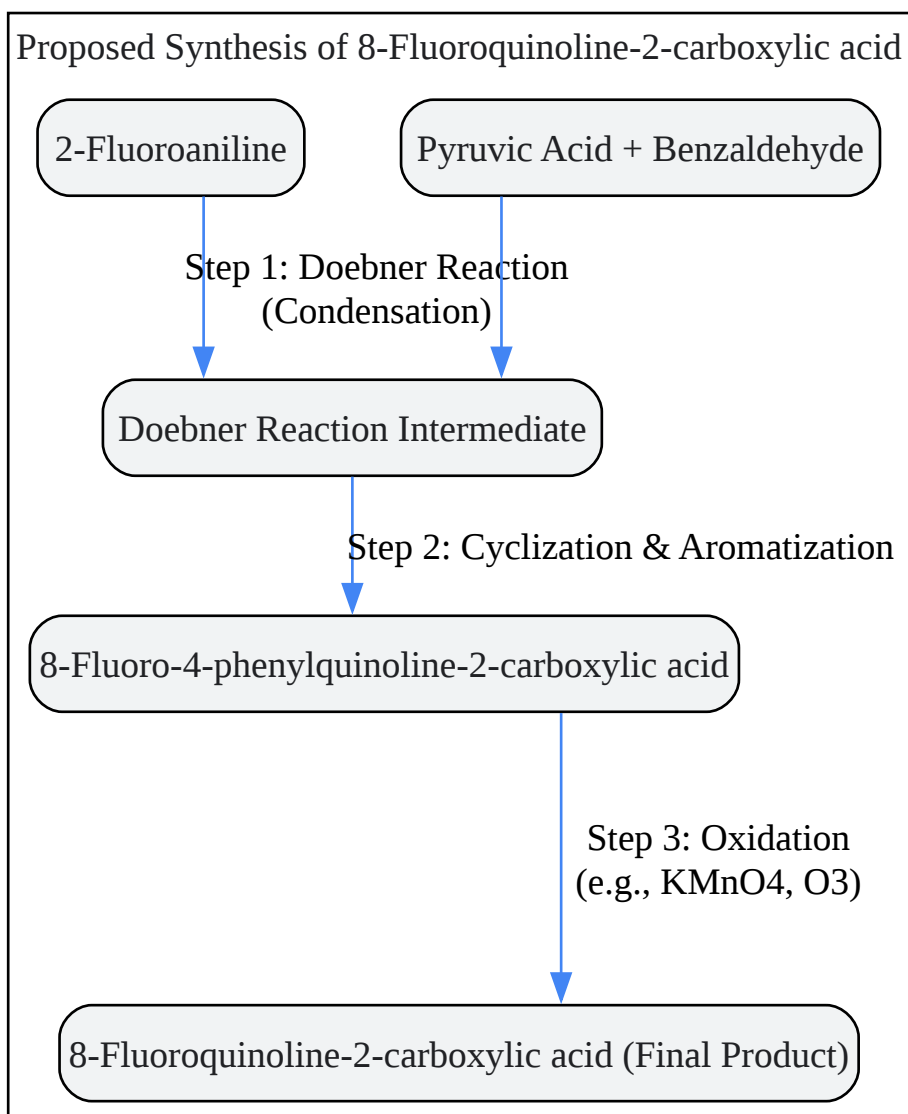 Proposed Synthesis of 8-Fluoroquinoline-2-carboxylic acid
2-Fluoroaniline
Pyruvic Acid + Benzaldehyde
Step 1: Doebner Reaction
(Condensation)
Doebner Reaction Intermediate
Step 2: Cyclization & Aromatization
8-Fluoro-4-phenylquinoline-2-carboxylic acid
Step 3: Oxidation
(e.g., KMnO4, O3)
8-Fluoroquinoline-2-carboxylic acid (Final Product)